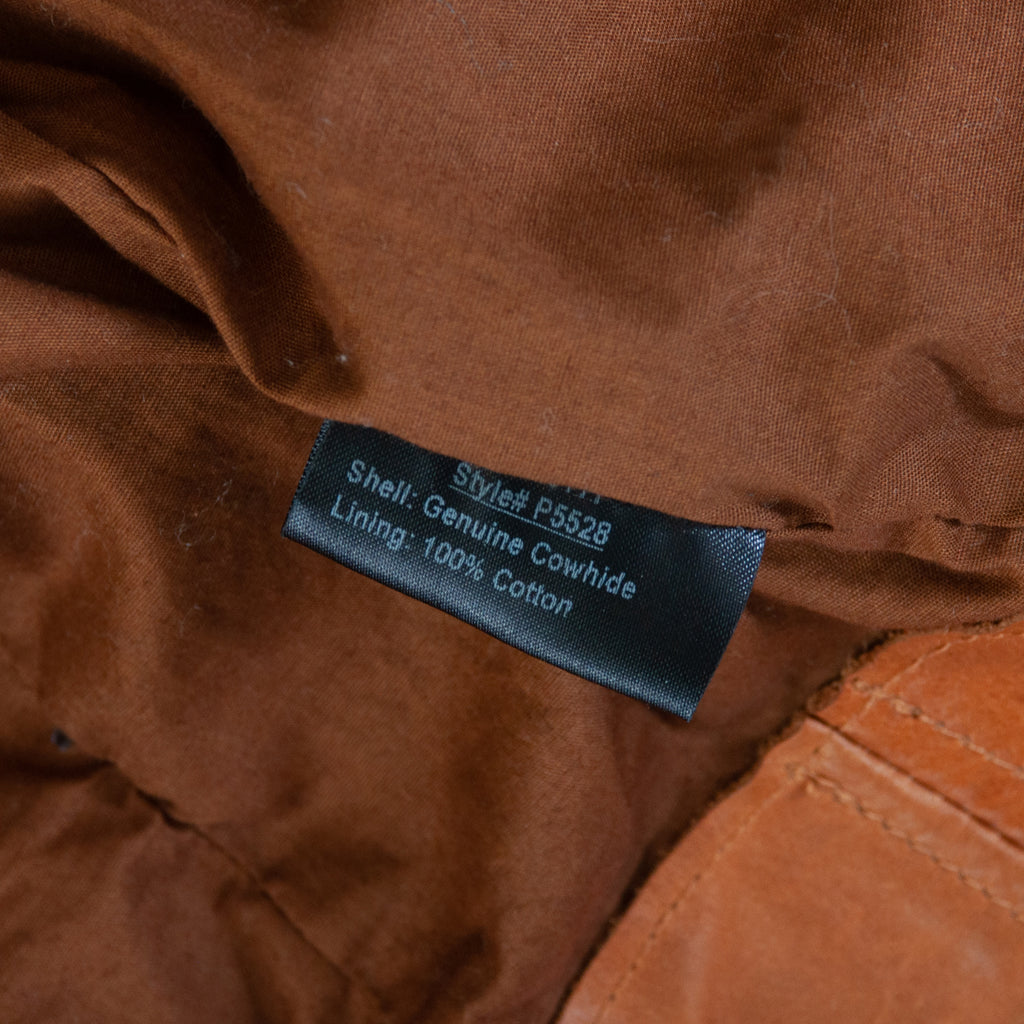 Style# P5528
Shell: Genuine Cowhide
Lining: 100% Cotton